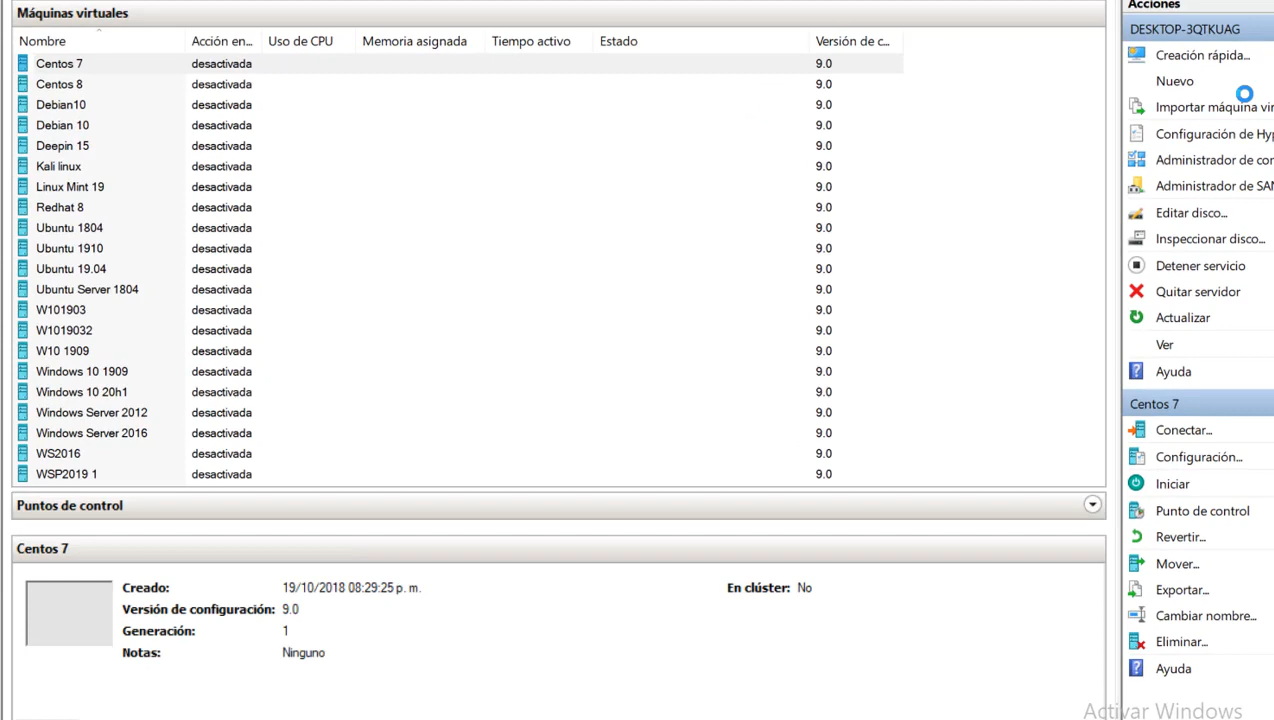 Máquinas virtuales
Nombre Acción en... Uso de CPU Memoria asignada Tiempo activo Estado Versión de c...
Centos 7 desactivada 9.0
Centos 8 desactivada 9.0
Debian10 desactivada 9.0
Debian 10 desactivada 9.0
Deepin 15 desactivada 9.0
Kali linux desactivada 9.0
Linux Mint 19 desactivada 9.0
Redhat 8 desactivada 9.0
Ubuntu 1804 desactivada 9.0
Ubuntu 1910 desactivada 9.0
Ubuntu 19.04 desactivada 9.0
Ubuntu Server 1804 desactivada 9.0
W101903 desactivada 9.0
W1019032 desactivada 9.0
W10 1909 desactivada 9.0
Windows 10 1909 desactivada 9.0
Windows 10 20h1 desactivada 9.0
Windows Server 2012 desactivada 9.0
Windows Server 2016 desactivada 9.0
WS2016 desactivada 9.0
WSP2019 1 desactivada 9.0
Puntos de control
Centos 7
Creado: 19/10/2018 08:29:25 p. m. En clúster: No
Versión de configuración: 9.0
Generación: 1
Notas: Ninguno
Acciones
DESKTOP-3QTKUAG
Creación rápida...
Nuevo
Importar máquina vir
Configuración de Hyp
Administrador de con
Administrador de SAN
Editar disco...
Inspeccionar disco...
Detener servicio
Quitar servidor
Actualizar
Ver
Ayuda
Centos 7
Conectar...
Configuración...
Iniciar
Punto de control
Revertir...
Mover...
Exportar...
Cambiar nombre...
Eliminar...
Ayuda
Activar Windows